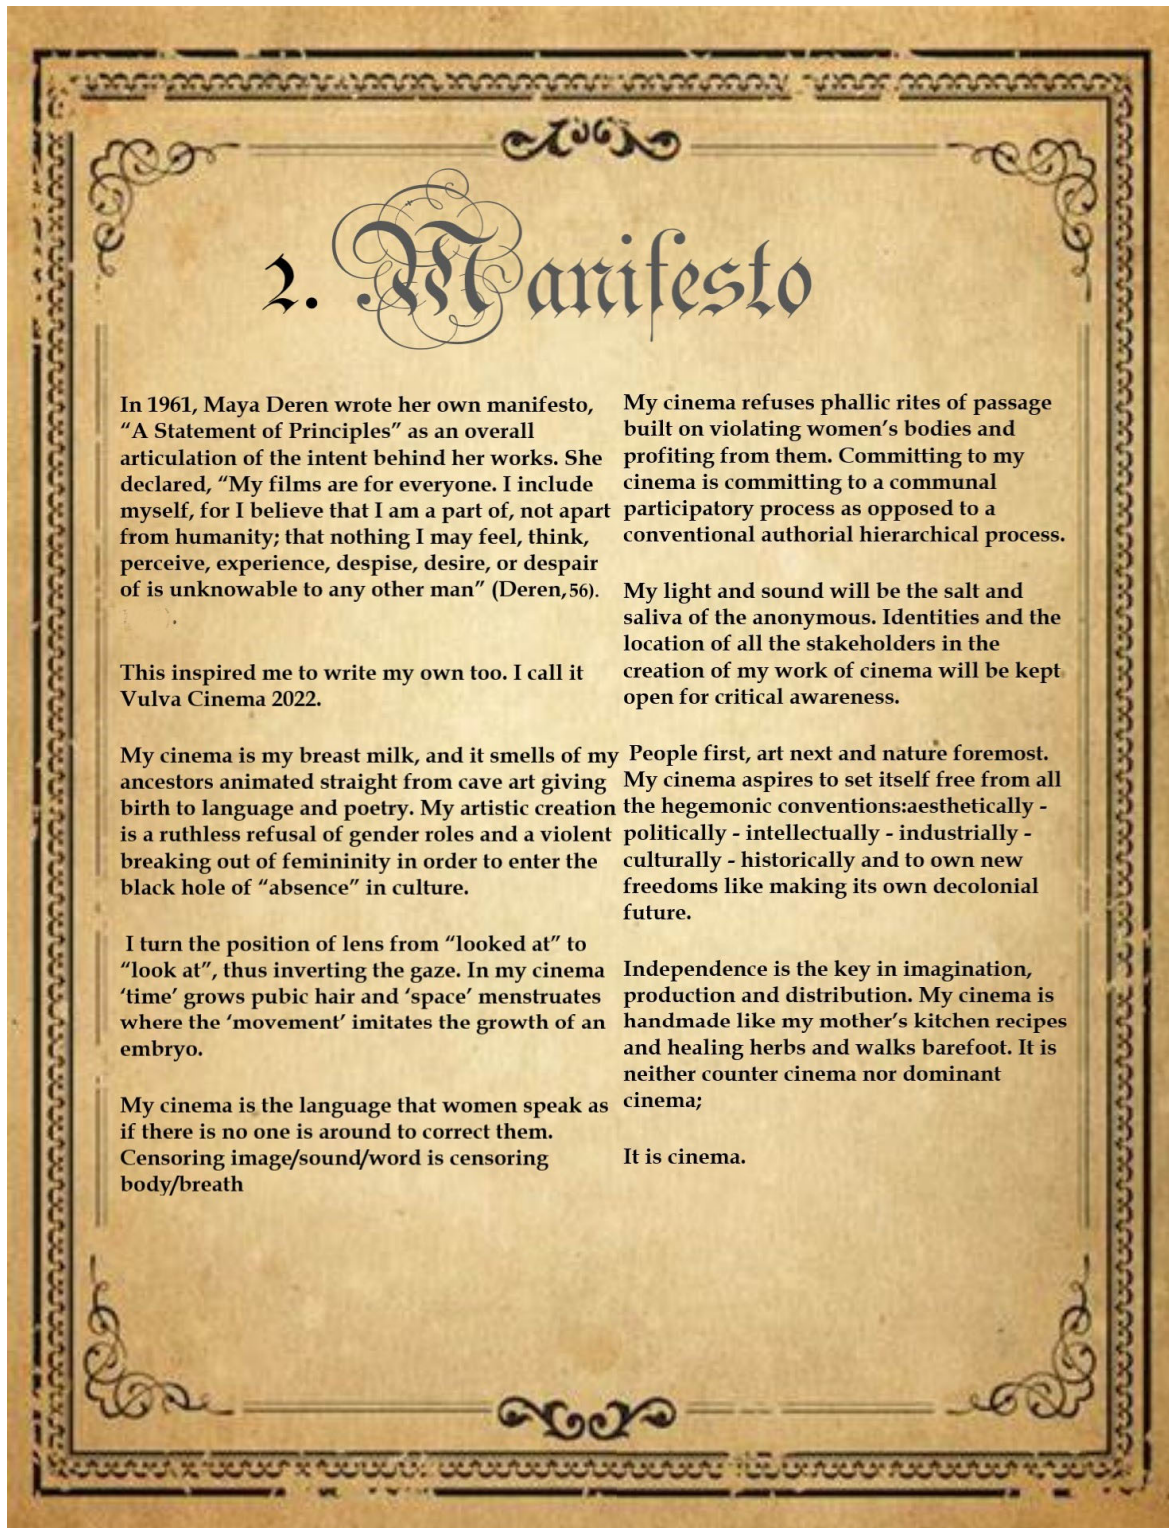 2. Manifesto
In 1961, Maya Deren wrote her own manifesto,
“A Statement of Principles” as an overall
articulation of the intent behind her works. She
declared, “My films are for everyone. I include
myself, for I believe that I am a part of, not apart
from humanity; that nothing I may feel, think,
perceive, experience, despise, desire, or despair
of is unknowable to any other man” (Deren, 56).
This inspired me to write my own too. I call it
Vulva Cinema 2022.
My cinema is my breast milk, and it smells of my
ancestors animated straight from cave art giving
birth to language and poetry. My artistic creation
is a ruthless refusal of gender roles and a violent
breaking out of femininity in order to enter the
black hole of “absence” in culture.
I turn the position of lens from “looked at” to
“look at”, thus inverting the gaze. In my cinema
‘time’ grows pubic hair and ‘space’ menstruates
where the ‘movement’ imitates the growth of an
embryo.
My cinema is the language that women speak as
if there is no one is around to correct them.
Censoring image/sound/word is censoring
body/breath
My cinema refuses phallic rites of passage
built on violating women’s bodies and
profiting from them. Committing to my
cinema is committing to a communal
participatory process as opposed to a
conventional authorial hierarchical process.
My light and sound will be the salt and
saliva of the anonymous. Identities and the
location of all the stakeholders in the
creation of my work of cinema will be kept
open for critical awareness.
People first, art next and nature foremost.
My cinema aspires to set itself free from all
the hegemonic conventions:aesthetically -
politically - intellectually - industrially -
culturally - historically and to own new
freedoms like making its own decolonial
future.
Independence is the key in imagination,
production and distribution. My cinema is
handmade like my mother’s kitchen recipes
and healing herbs and walks barefoot. It is
neither counter cinema nor dominant
cinema;
It is cinema.